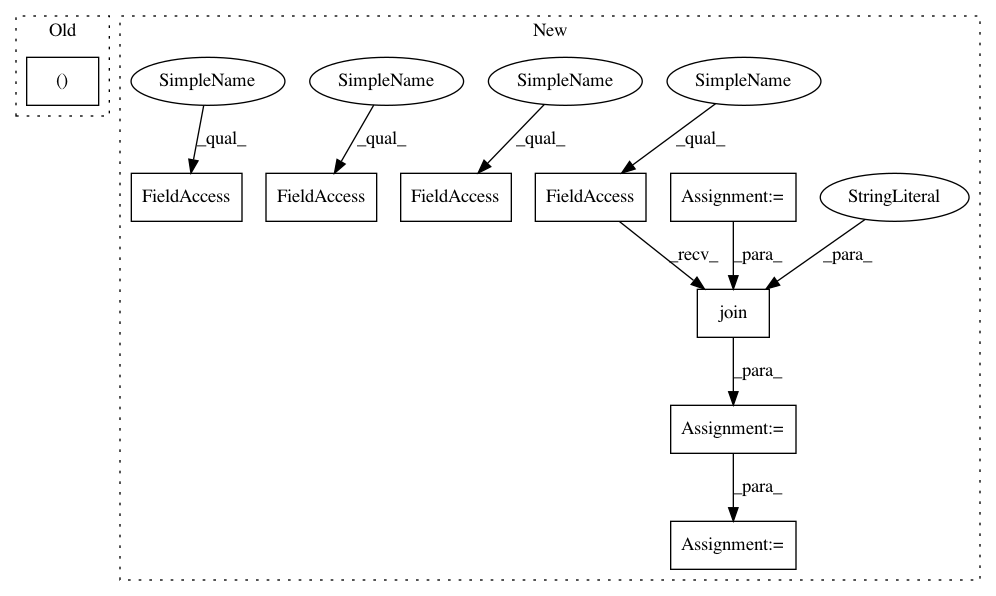 Old
New
()
SimpleName
SimpleName
SimpleName
SimpleName
_qual_
_qual_
_qual_
_qual_
FieldAccess
FieldAccess
FieldAccess
FieldAccess
Assignment:=
StringLiteral
_recv_
_para_
_para_
join
_para_
Assignment:=
_para_
Assignment:=